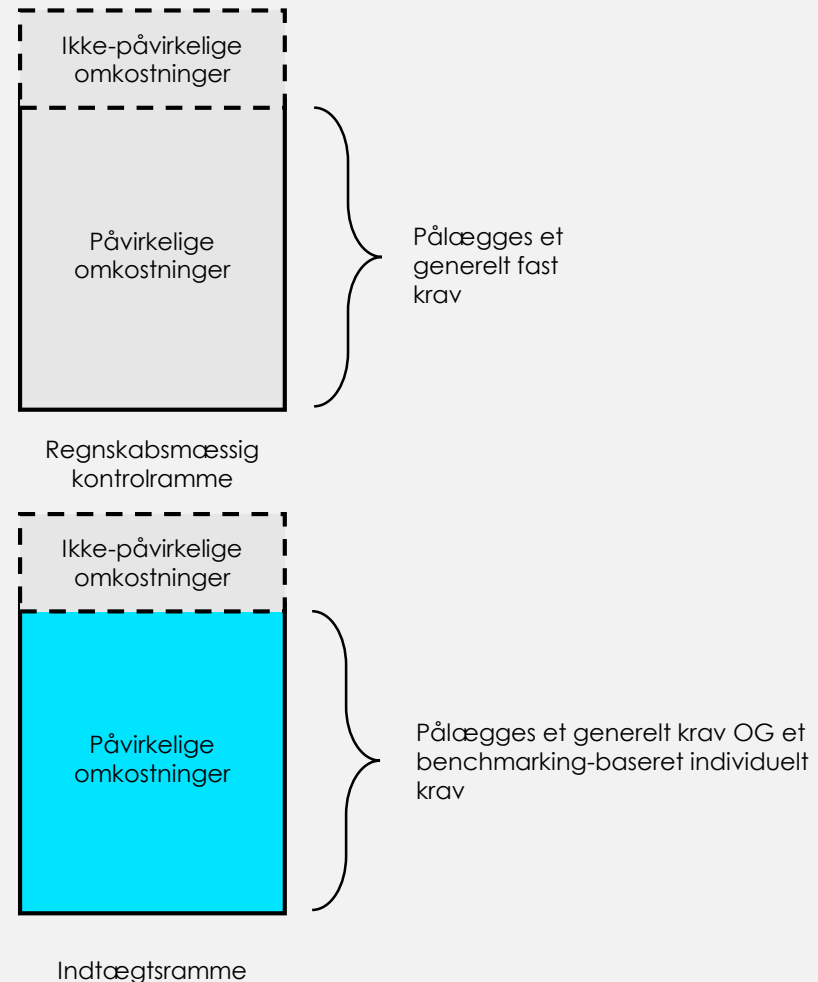 Ikke-påvirkelige
omkostninger
Påvirkelige
omkostninger
Pålægges et
generelt fast
krav
Regnskabsmæssig
kontrolramme
Ikke-påvirkelige
omkostninger
Påvirkelige
omkostninger
Pålægges et generelt krav OG et
benchmarking-baseret individuelt
krav
Indtægtsramme